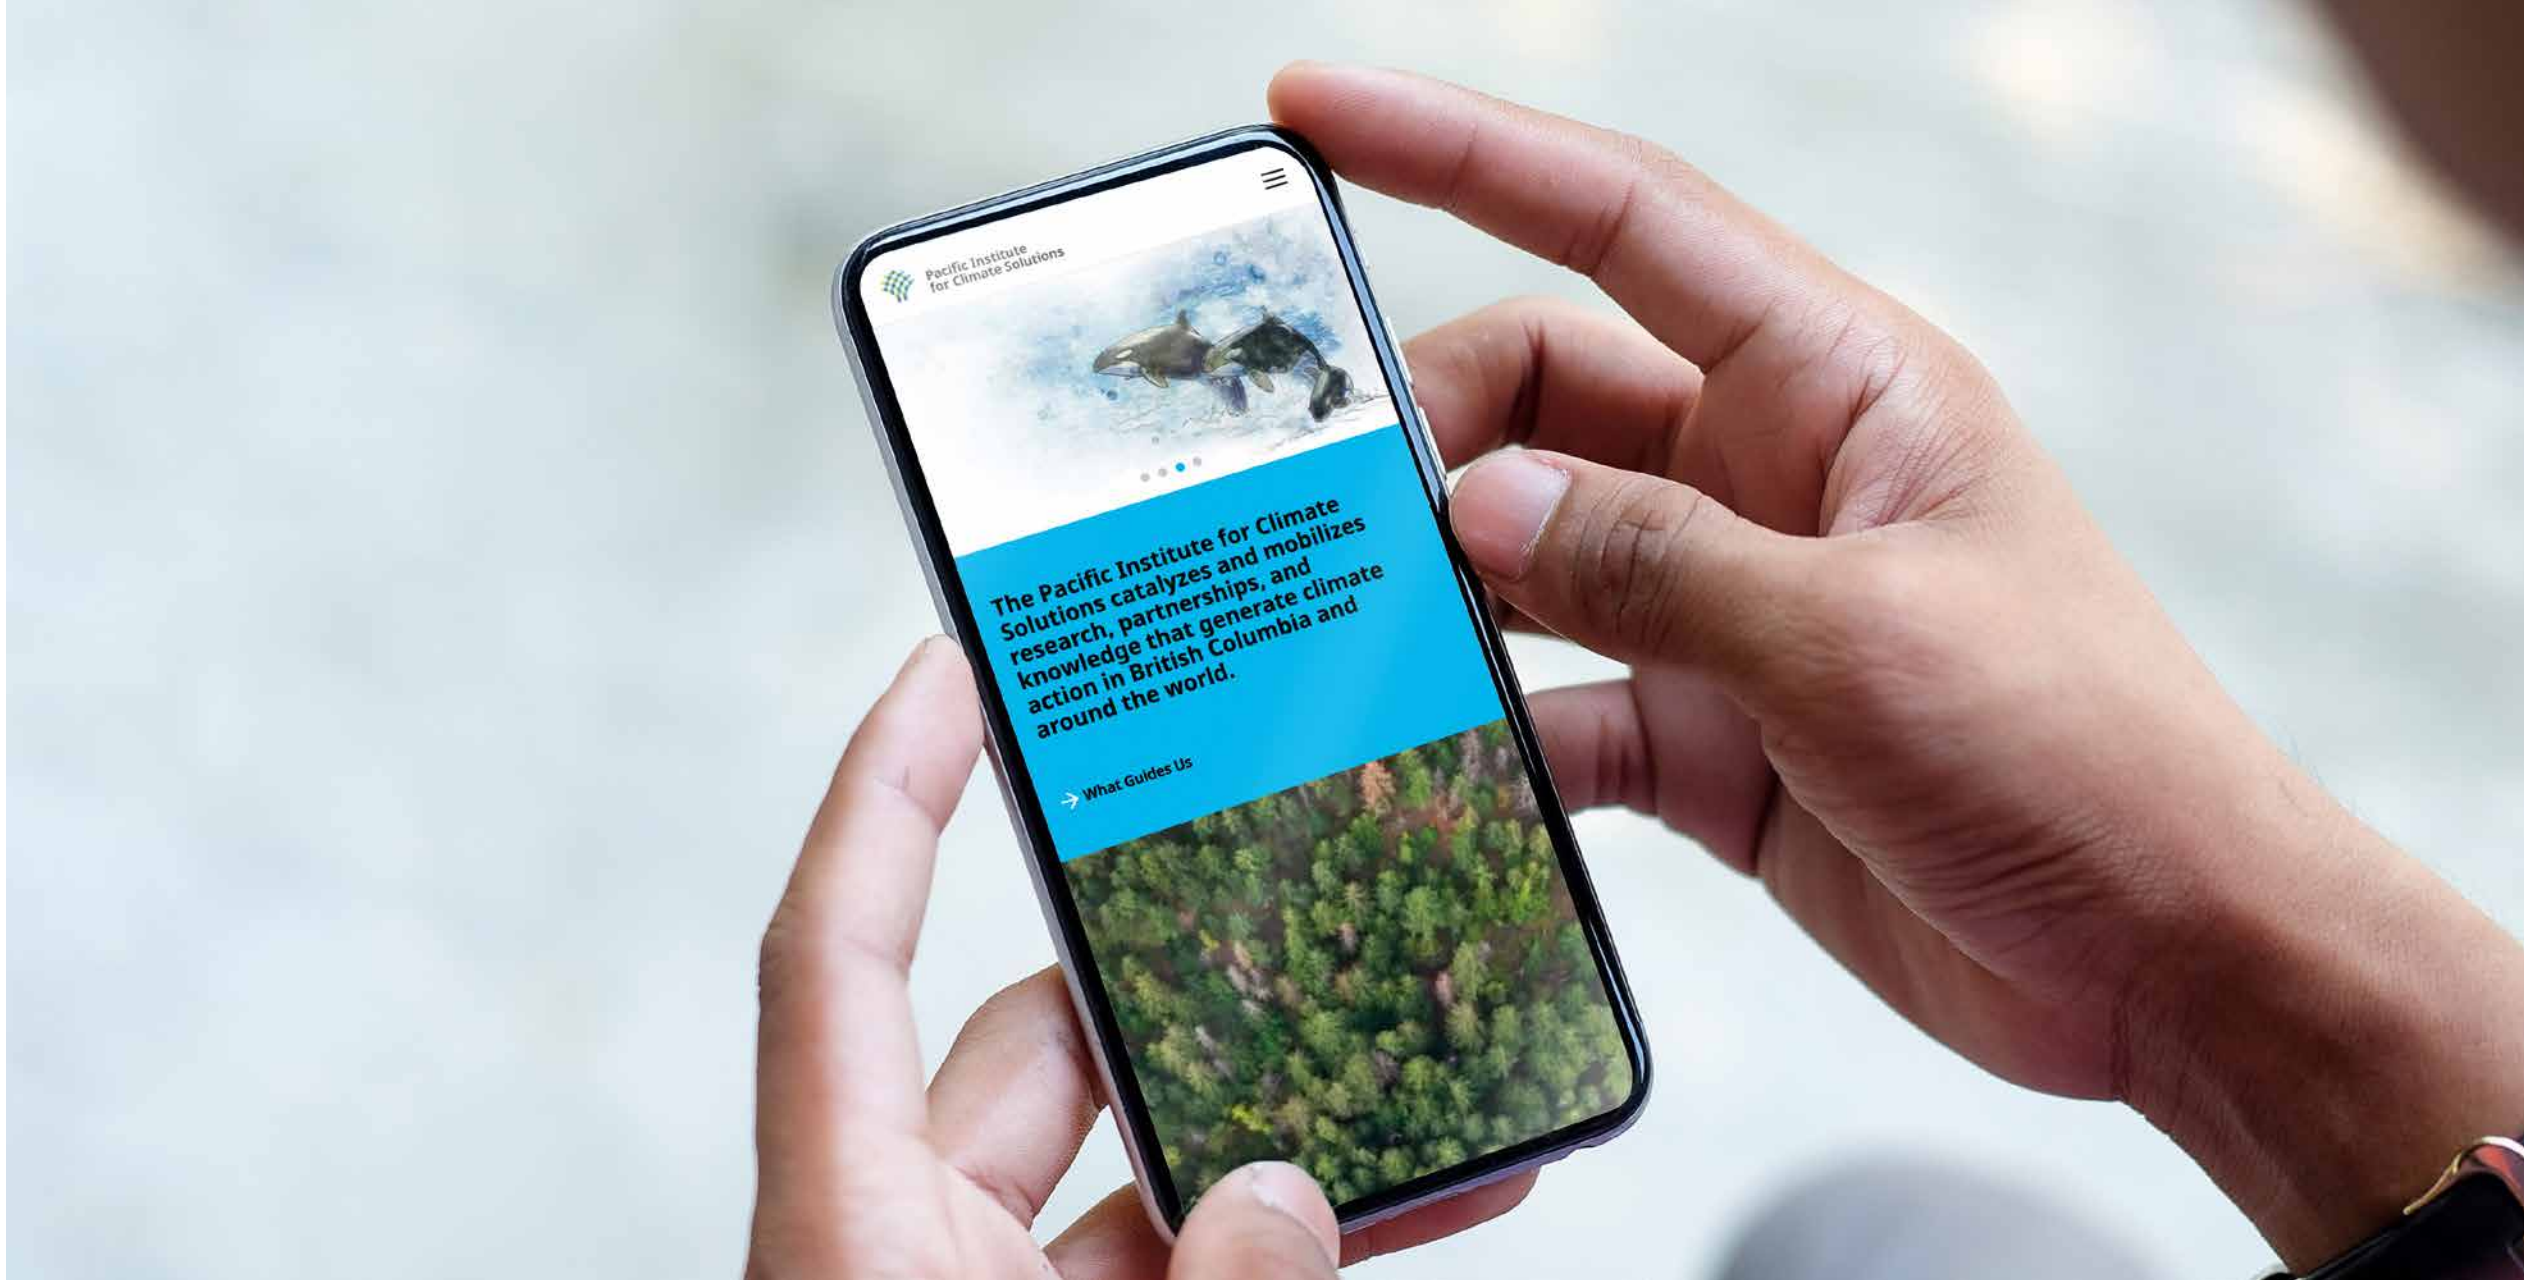 Pacific Institute
for Climate Solutions
The Pacific Institute for Climate
Solutions catalyzes and mobilizes
research, partnerships, and
knowledge that generate climate
action in British Columbia and
around the world.
What Guides Us